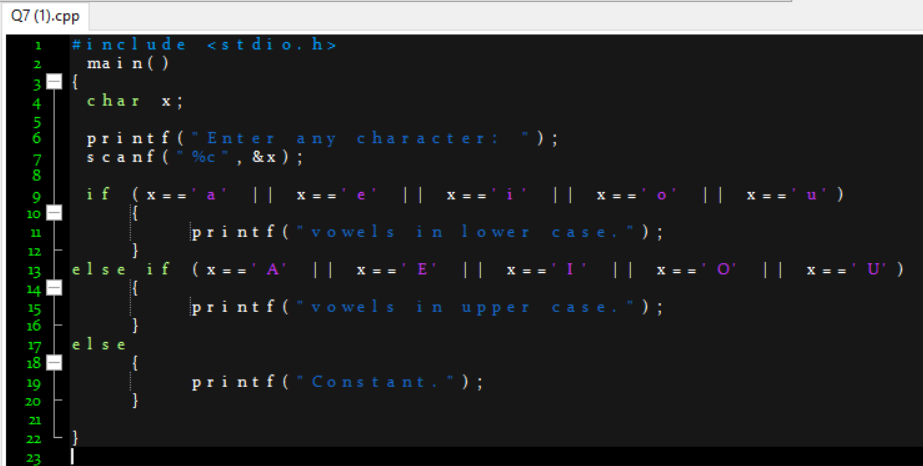 Q7 (1).cpp
1 #include <stdio.h>
2 main()
3 {
4 char x;
5
6 printf("Enter any character: ");
7 scanf("%c", &x);
8
9 if (x=='a' || x=='e' || x=='i' || x=='o' || x=='u')
10 {
11 printf("vowels in lower case.");
12 }
13 else if (x=='A' || x=='E' || x=='I' || x=='O' || x=='U')
14 {
15 printf("vowels in upper case.");
16 }
17 else
18 {
19 printf("Constant.");
20 }
21
22 }
23